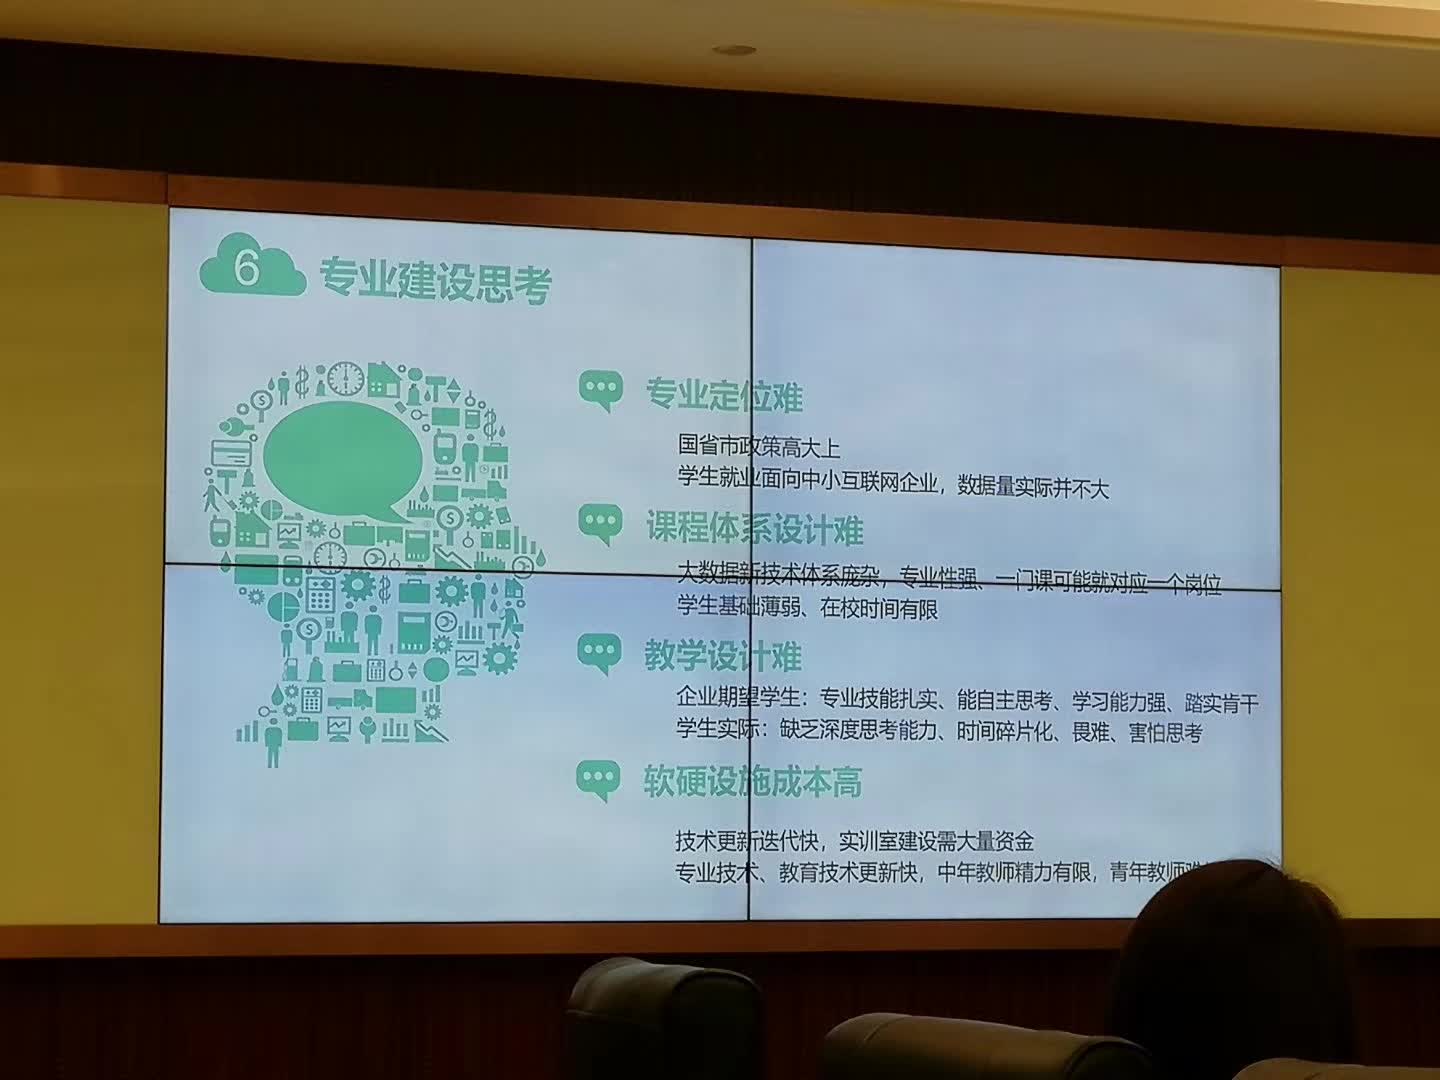 6
专业建设思考
专业定位难
国省市政策高大上
学生就业面向中小互联网企业，数据量实际并不大
课程体系设计难
大数据新技术体系庞杂，专业性强、一门课可能就对应一个岗位
学生基础薄弱、在校时间有限
教学设计难
企业期望学生：专业技能扎实、能自主思考、学习能力强、踏实肯干
学生实际：缺乏深度思考能力、时间碎片化、畏难、害怕思考
软硬设施成本高
技术更新迭代快，实训室建设需大量资金
专业技术、教育技术更新快，中年教师精力有限，青年教师